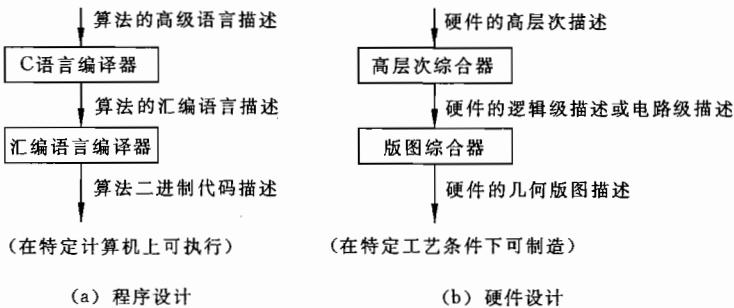 算法的高级语言描述
C语言编译器
算法的汇编语言描述
汇编语言编译器
算法二进制代码描述
(在特定计算机上可执行)
(a) 程序设计
硬件的高层次描述
高层次综合器
硬件的逻辑级描述或电路级描述
版图综合器
硬件的几何版图描述
(在特定工艺条件下可制造)
(b) 硬件设计